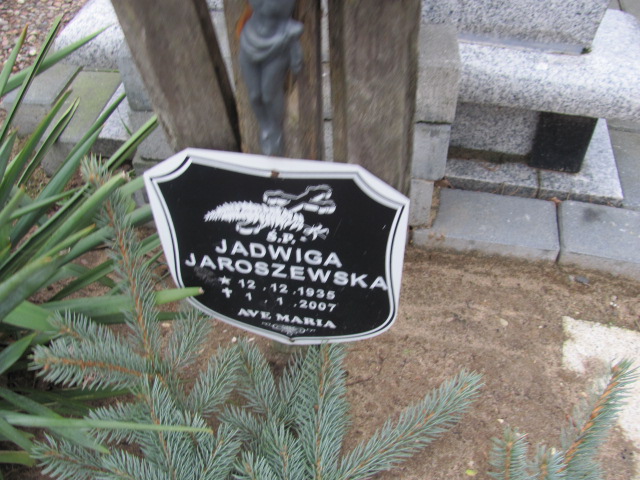 Ś.P.
JADWIGA
JAROSZEWSKA
* 12 .12 .1935
✝ 1 . 1 .2007
AVE MARIA